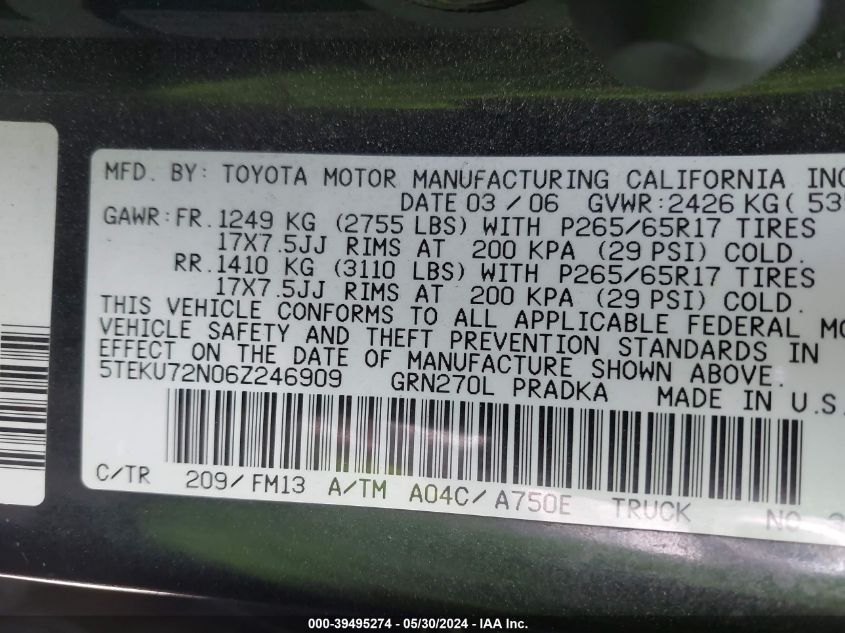 MFD. BY: TOYOTA MOTOR MANUFACTURING CALIFORNIA INC
DATE 03 / 06 GVWR: 2426 KG (
GAWR: FR. 1249 KG (2755 LBS) WITH P265/65R17 TIRES
17X7.5JJ RIMS AT 200 KPA (29 PSI) COLD.
RR. 1410 KG (3110 LBS) WITH P265/65R17 TIRES
17X7.5JJ RIMS AT 200 KPA (29 PSI) COLD.
THIS VEHICLE CONFORMS TO ALL APPLICABLE FEDERAL MO
VEHICLE SAFETY AND THEFT PREVENTION STANDARDS IN
EFFECT ON THE DATE OF MANUFACTURE SHOWN ABOVE.
5TEKU72N06Z246909 GRN270L PRADKA MADE IN U.S.
C/TR 209/FM13 A/TM A04C/A750E TRUCK NO
000-39495274 - 05/30/2024 - IAA Inc.